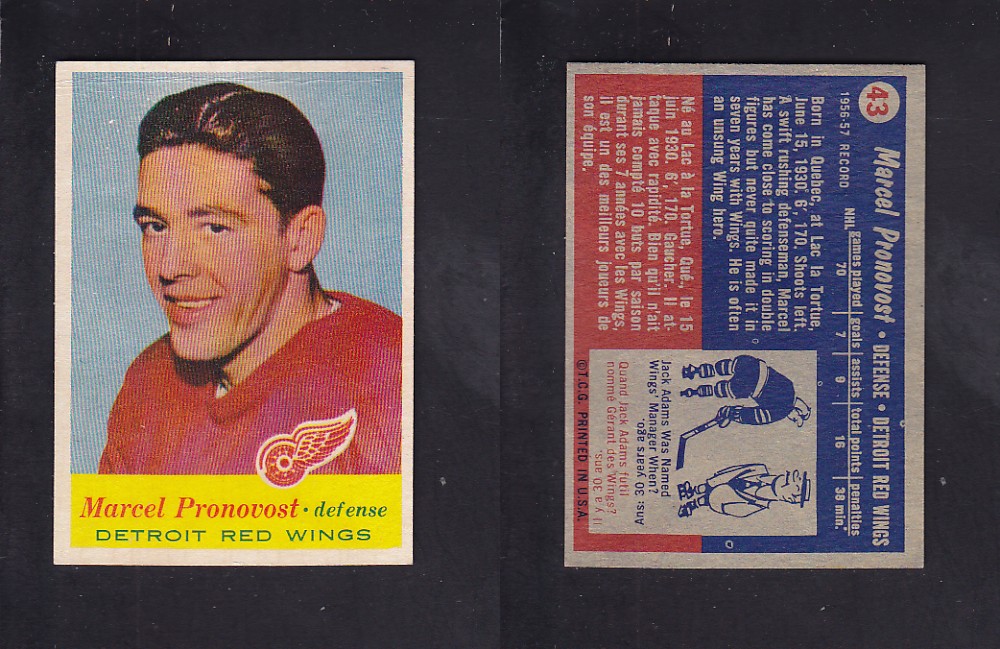 Marcel Pronovost • defense
DETROIT RED WINGS
43
Marcel Pronovost • DEFENSE • DETROIT RED WINGS
games played goals assists total points penalties
1956-57 RECORD NHL 70 7 9 16 38 min.
Born in Quebec, at Lac la Tortue,
June 15, 1930. 6', 170. Shoots left.
A swift rushing defenseman, Marcel
has come close to scoring in double
figures but never quite made it in
seven years with Wings. He is often
an unsung Wing hero.
Né au Lac à la Tortue, Qué., le 15
juin 1930. 6', 170. Gaucher. Il at-
taque avec rapidité. Bien qu'il n'ait
jamais compté 10 buts par saison
durant ses 7 années avec les Wings,
il est un des meilleurs joueurs de
son équipe.
Jack Adams Was Named
Wings' Manager When?
Ans: 30 years ago.
Quand Jack Adams futil
nommé Gérant des Wings?
Il y a 30 ans.
©T.C.G. PRINTED IN U.S.A.